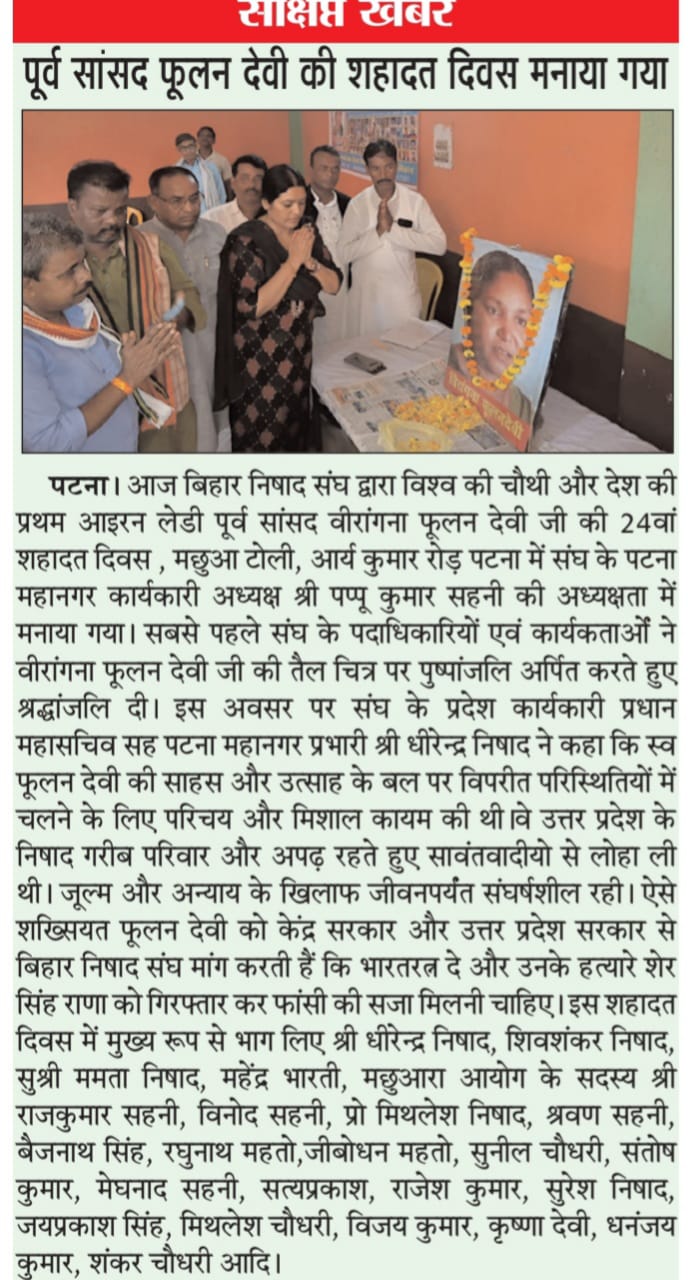 संक्षिप्त खबरें
पूर्व सांसद फूलन देवी की शहादत दिवस मनाया गया
फूलनदेवी
पटना। आज बिहार निषाद संघ द्वारा विश्व की चौथी और देश की
प्रथम आइरन लेडी पूर्व सांसद वीरांगना फूलन देवी जी की 24वां
शहादत दिवस , मछुआ टोली, आर्य कुमार रोड़ पटना में संघ के पटना
महानगर कार्यकारी अध्यक्ष श्री पप्पू कुमार सहनी की अध्यक्षता में
मनाया गया। सबसे पहले संघ के पदाधिकारियों एवं कार्यकताओं ने
वीरांगना फूलन देवी जी की तैल चित्र पर पुष्पांजलि अर्पित करते हुए
श्रद्धांजलि दी। इस अवसर पर संघ के प्रदेश कार्यकारी प्रधान
महासचिव सह पटना महानगर प्रभारी श्री धीरेन्द्र निषाद ने कहा कि स्व
फूलन देवी की साहस और उत्साह के बल पर विपरीत परिस्थितियों में
चलने के लिए परिचय और मिशाल कायम की थी।वे उत्तर प्रदेश के
निषाद गरीब परिवार और अपढ़ रहते हुए सावंतवादीयो से लोहा ली
थी। जूल्म और अन्याय के खिलाफ जीवनपर्यंत संघर्षशील रही। ऐसे
शख्सियत फूलन देवी को केंद्र सरकार और उत्तर प्रदेश सरकार से
बिहार निषाद संघ मांग करती हैं कि भारतरत्न दे और उनके हत्यारे शेर
सिंह राणा को गिरफ्तार कर फांसी की सजा मिलनी चाहिए।इस शहादत
दिवस में मुख्य रूप से भाग लिए श्री धीरेन्द्र निषाद, शिवशंकर निषाद,
सुश्री ममता निषाद, महेंद्र भारती, मछुआरा आयोग के सदस्य श्री
राजकुमार सहनी, विनोद सहनी, प्रो मिथलेश निषाद, श्रवण सहनी,
बैजनाथ सिंह, रघुनाथ महतो,जीबोधन महतो, सुनील चौधरी, संतोष
कुमार, मेघनाद सहनी, सत्यप्रकाश, राजेश कुमार, सुरेश निषाद,
जयप्रकाश सिंह, मिथलेश चौधरी, विजय कुमार, कृष्णा देवी, धनंजय
कुमार, शंकर चौधरी आदि।